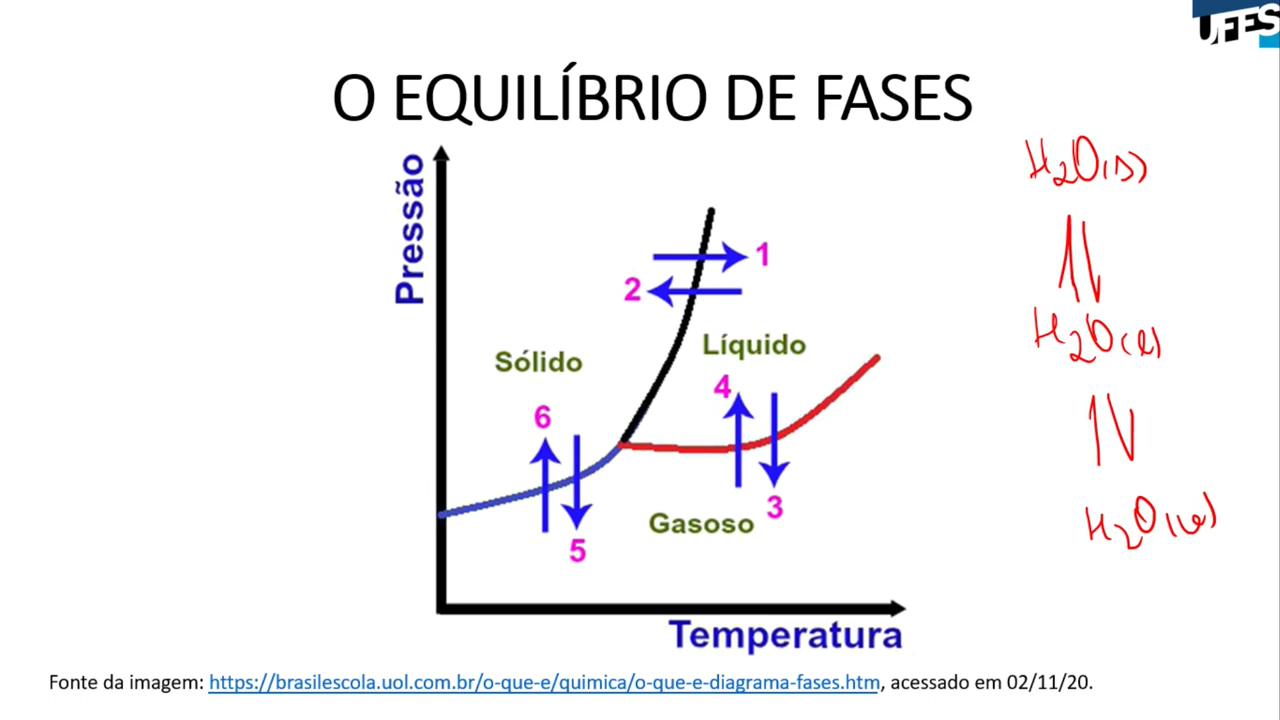 UFES
O EQUILÍBRIO DE FASES
Pressão
1
2
Sólido
Líquido
4
6
3
5
Gasoso
Temperatura
H2O(s)
H2O(l)
H2O
Fonte da imagem: https://brasilescola.uol.com.br/o-que-e/quimica/o-que-e-diagrama-fases.htm, acessado em 02/11/20.